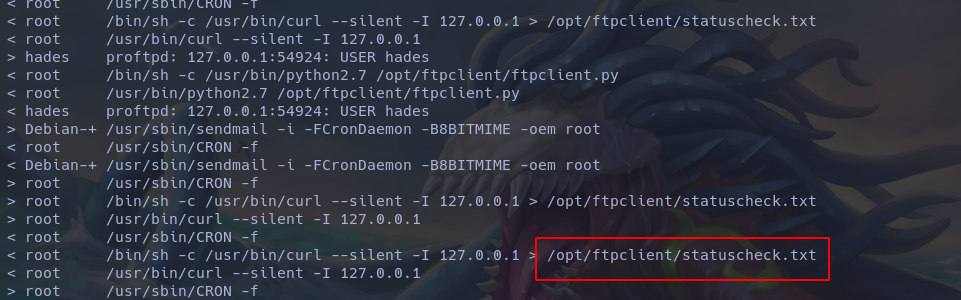 < root     /usr/sbin/CRON -f
< root     /bin/sh -c /usr/bin/curl --silent -I 127.0.0.1 > /opt/ftpclient/statuscheck.txt
< root     /usr/bin/curl --silent -I 127.0.0.1
> hades    proftpd: 127.0.0.1:54924: USER hades
< root     /bin/sh -c /usr/bin/python2.7 /opt/ftpclient/ftpclient.py
< root     /usr/bin/python2.7 /opt/ftpclient/ftpclient.py
< hades    proftpd: 127.0.0.1:54924: USER hades
> Debian-+ /usr/sbin/sendmail -i -FCronDaemon -B8BITMIME -oem root
< root     /usr/sbin/CRON -f
< Debian-+ /usr/sbin/sendmail -i -FCronDaemon -B8BITMIME -oem root
> root     /usr/sbin/CRON -f
> root     /bin/sh -c /usr/bin/curl --silent -I 127.0.0.1 > /opt/ftpclient/statuscheck.txt
> root     /usr/bin/curl --silent -I 127.0.0.1
< root     /usr/sbin/CRON -f
< root     /bin/sh -c /usr/bin/curl --silent -I 127.0.0.1 > /opt/ftpclient/statuscheck.txt
< root     /usr/bin/curl --silent -I 127.0.0.1
> root     /usr/sbin/CRON -f